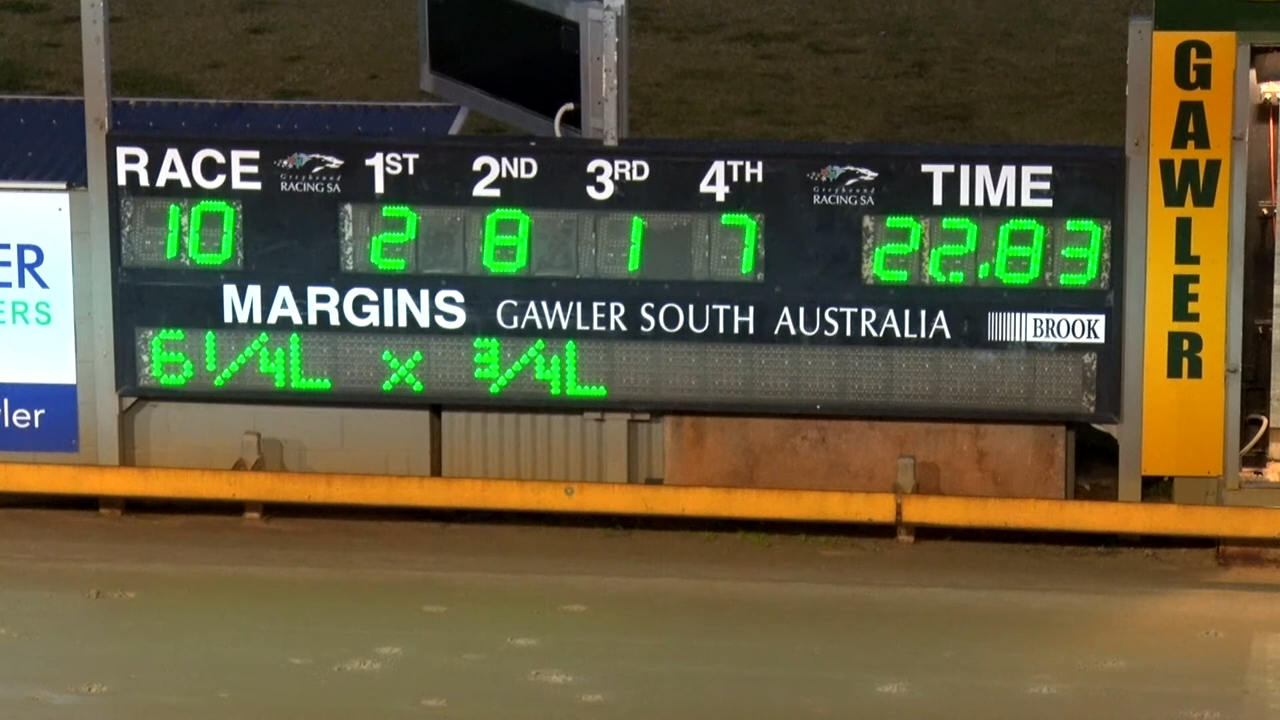 RACE 1ST 2ND 3RD 4TH TIME
Greyhound RACING SA
Greyhound RACING SA
10 2 8 1 7 22.83
MARGINS GAWLER SOUTH AUSTRALIA BROOK
6 1/4L x 3/4L
GAWLER
ER
ERS
ler